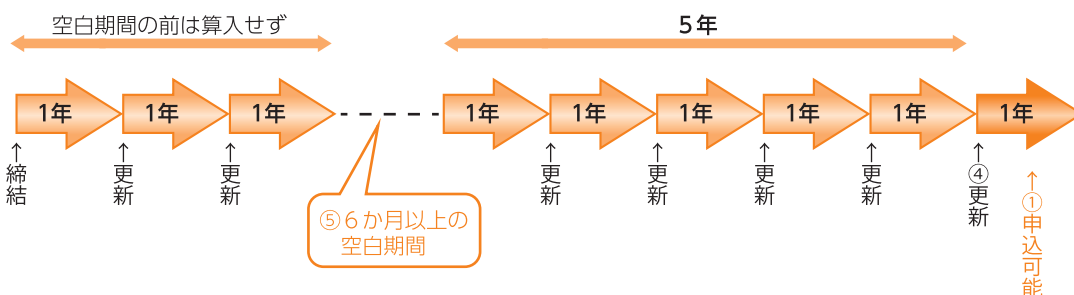 空白期間の前は算入せず
5年
1年
1年
1年
1年
1年
1年
1年
1年
1年
↑締結
↑更新
↑更新
↑更新
↑更新
↑更新
↑更新
↑④更新
↑①申込可能
⑤6か月以上の
空白期間